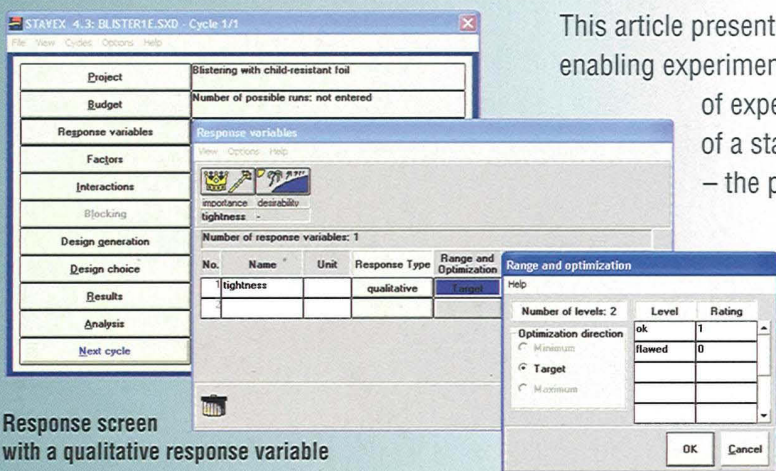 STAVEX 4.3: BLISTER1E.SXD - Cycle 1/1
File View Cycles Options Help
Project Blistering with child-resistant foil
Budget Number of possible runs: not entered
Response variables
Factors
Interactions
Blocking
Design generation
Design choice
Results
Analysis
Next cycle
Response variables
View Options Help
importance desirability
tightness -
Number of response variables: 1
No. Name * Unit Response Type Range and Optimization
1 tightness qualitative Target
2
Range and optimization
Help
Number of levels: 2 Level Rating
Optimization direction
Minimum
Target
Maximum
ok 1
flawed 0
OK Cancel
This article present
enabling experimen
of expe
of a sta
– the p
Response screen
with a qualitative response variable